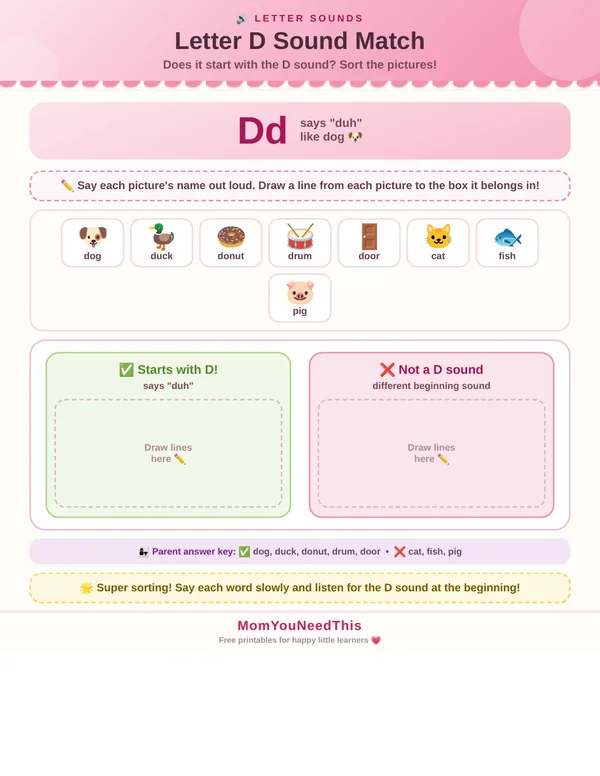 🔊 LETTER SOUNDS
Letter D Sound Match
Does it start with the D sound? Sort the pictures!
Dd
says "duh"
like dog 🐶
✏️ Say each picture's name out loud. Draw a line from each picture to the box it belongs in!
dog duck donut drum door cat fish
pig
✅ Starts with D!
says "duh"
Draw lines
here ✏️
❌ Not a D sound
different beginning sound
Draw lines
here ✏️
👩‍👧 Parent answer key: ✅ dog, duck, donut, drum, door • ❌ cat, fish, pig
🌟 Super sorting! Say each word slowly and listen for the D sound at the beginning!
MomYouNeedThis
Free printables for happy little learners 💗